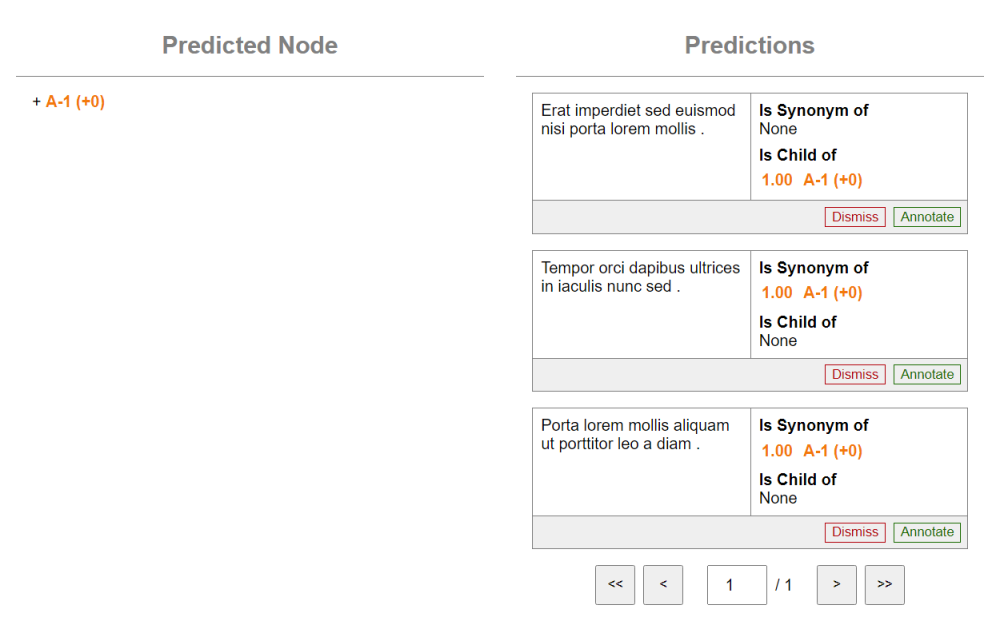 Predicted Node
+ A-1 (+0)
Predictions
Erat imperdiet sed euismod
nisi porta lorem mollis .
Is Synonym of
None
Is Child of
1.00 A-1 (+0)
Dismiss Annotate
Tempor orci dapibus ultrices
in iaculis nunc sed .
Is Synonym of
1.00 A-1 (+0)
Is Child of
None
Dismiss Annotate
Porta lorem mollis aliquam
ut porttitor leo a diam .
Is Synonym of
1.00 A-1 (+0)
Is Child of
None
Dismiss Annotate
<< < 1 / 1 > >>